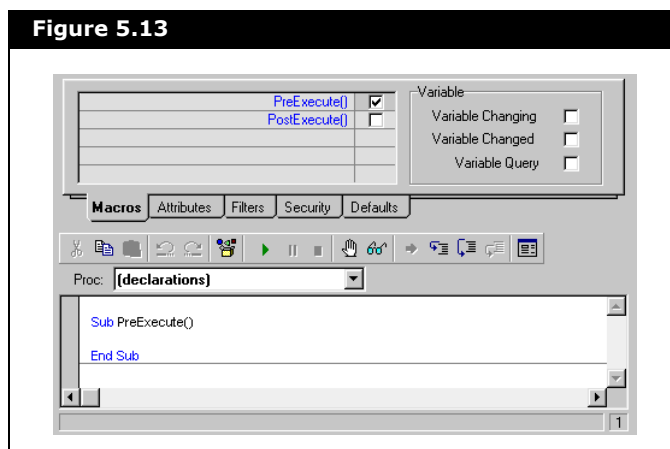 Figure 5.13
PreExecute()
PostExecute()
Variable
Variable Changing
Variable Changed
Variable Query
Macros Attributes Filters Security Defaults
Proc: (declarations)
Sub PreExecute()
End Sub
1